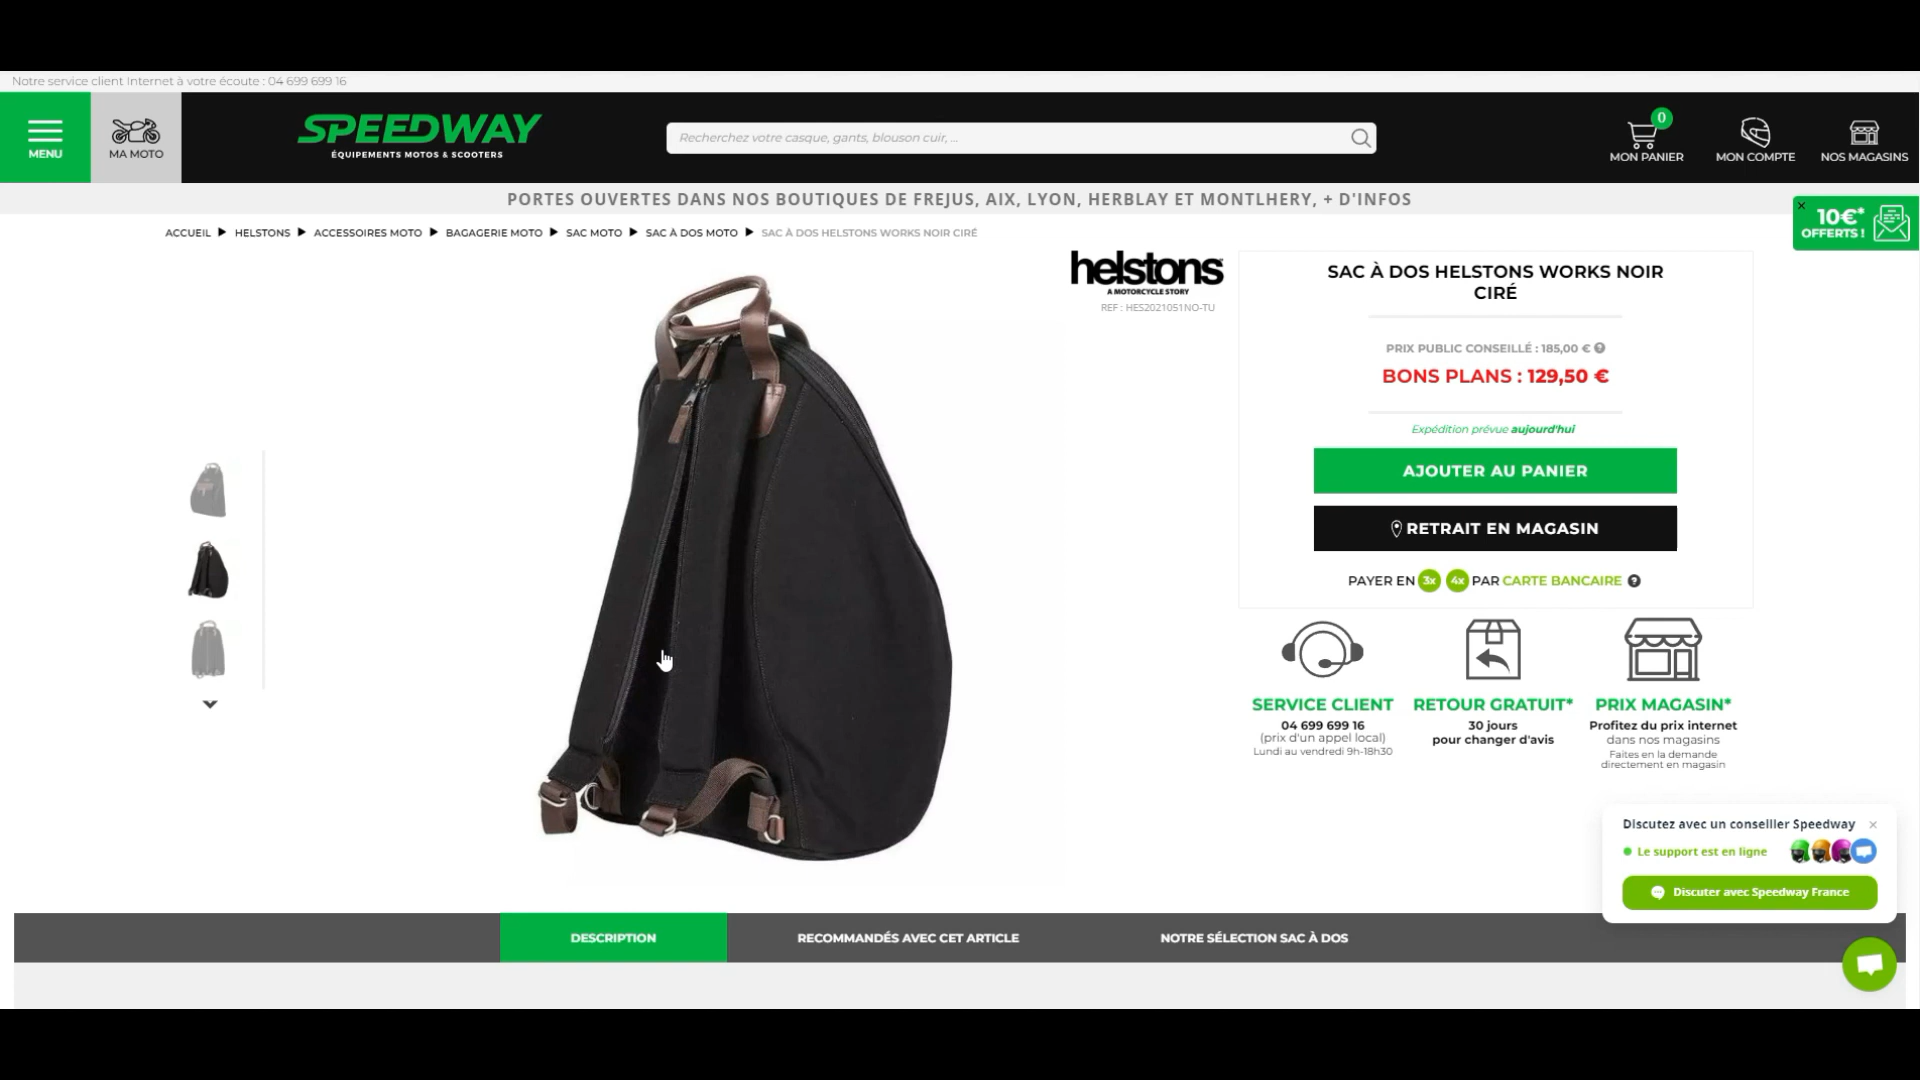 Notre service client Internet à votre écoute : 04 699 699 16
MENU
MA MOTO
SPEEDWAY
ÉQUIPEMENTS MOTOS & SCOOTERS
Recherchez votre casque, gants, blouson cuir, ...
0
MON PANIER
MON COMPTE
NOS MAGASINS
PORTES OUVERTES DANS NOS BOUTIQUES DE FREJUS, AIX, LYON, HERBLAY ET MONTLHERY, + D'INFOS
×
10€*
OFFERTS !
ACCUEIL ▶ HELSTONS ▶ ACCESSOIRES MOTO ▶ BAGAGERIE MOTO ▶ SAC MOTO ▶ SAC À DOS MOTO ▶ SAC À DOS HELSTONS WORKS NOIR CIRÉ
helstons
A MOTORCYCLE STORY
REF : HES2021051NO-TU
SAC À DOS HELSTONS WORKS NOIR
CIRÉ
PRIX PUBLIC CONSEILLÉ : 185,00 € ?
BONS PLANS : 129,50 €
Expédition prévue aujourd'hui
AJOUTER AU PANIER
RETRAIT EN MAGASIN
PAYER EN 3x 4x PAR CARTE BANCAIRE ?
SERVICE CLIENT
04 699 699 16
(prix d'un appel local)
Lundi au vendredi 9h-18h30
RETOUR GRATUIT*
30 jours
pour changer d'avis
PRIX MAGASIN*
Profitez du prix internet
dans nos magasins
Faites en la demande
directement en magasin
Discutez avec un conseiller Speedway ×
Le support est en ligne
Discuter avec Speedway France
DESCRIPTION
RECOMMANDÉS AVEC CET ARTICLE
NOTRE SÉLECTION SAC À DOS